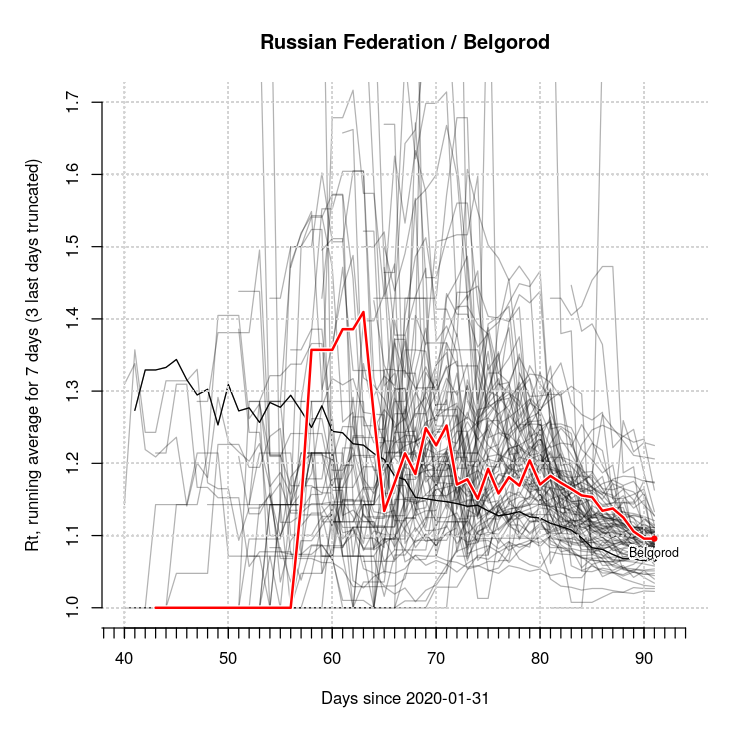 Russian Federation / Belgorod
Rt, running average for 7 days (3 last days truncated)
1.7
1.6
1.5
1.4
1.3
1.2
1.1
1.0
Belgorod
40 50 60 70 80 90
Days since 2020-01-31